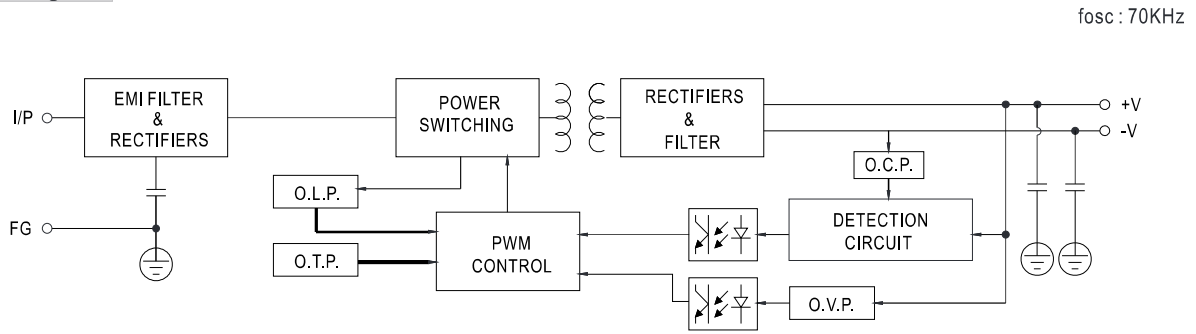 fosc : 70KHz
I/P
EMI FILTER
&
RECTIFIERS
POWER
SWITCHING
RECTIFIERS
&
FILTER
+V
-V
O.C.P.
O.L.P.
FG
PWM
CONTROL
DETECTION
CIRCUIT
O.T.P.
O.V.P.